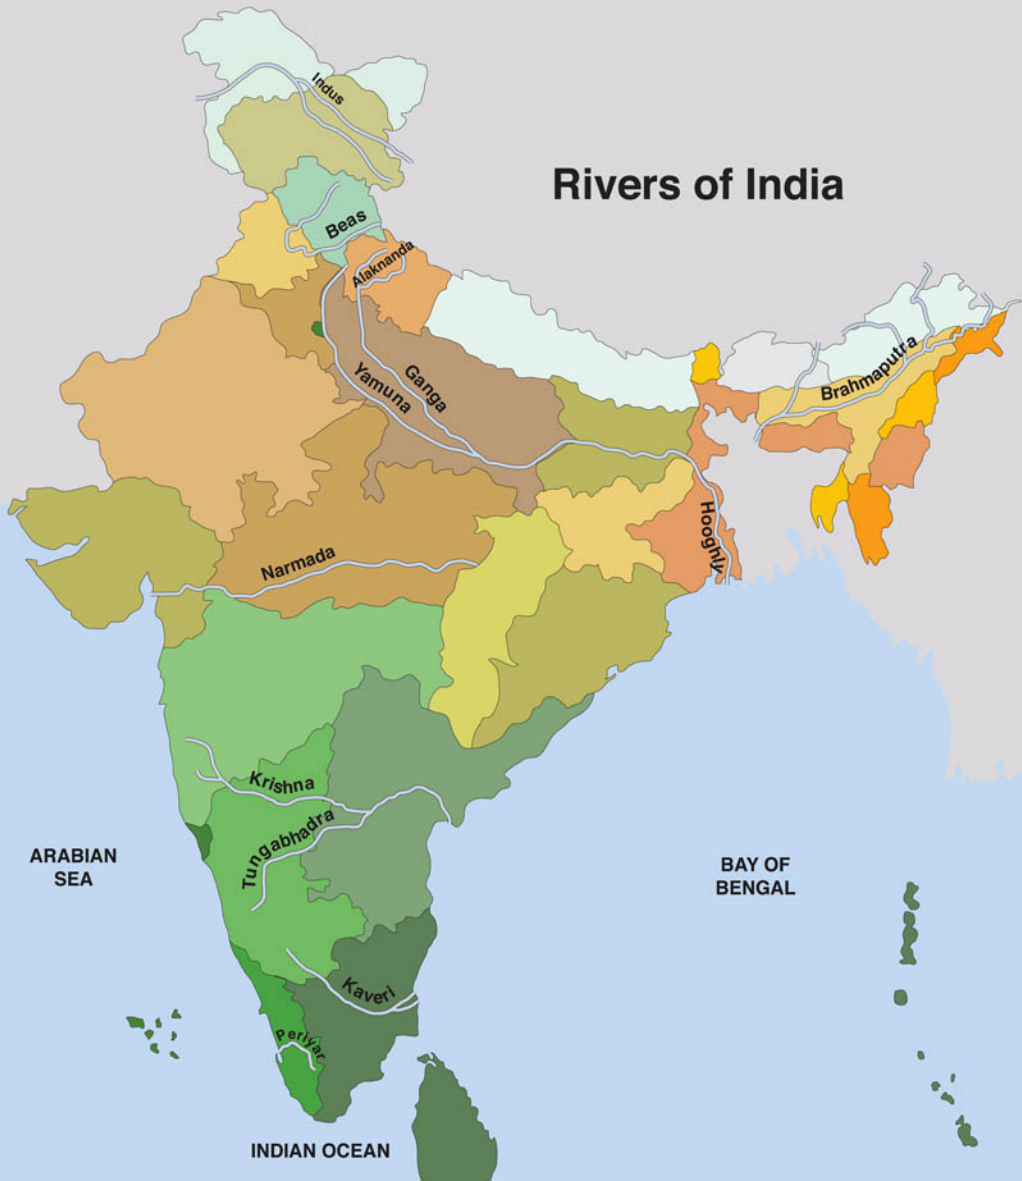 Indus
Rivers of India
Beas
Alaknanda
Yamuna
Ganga
Brahmaputra
Hooghly
Narmada
Krishna
Tungabhadra
ARABIAN
SEA
BAY OF
BENGAL
Kaveri
Periyar
INDIAN OCEAN